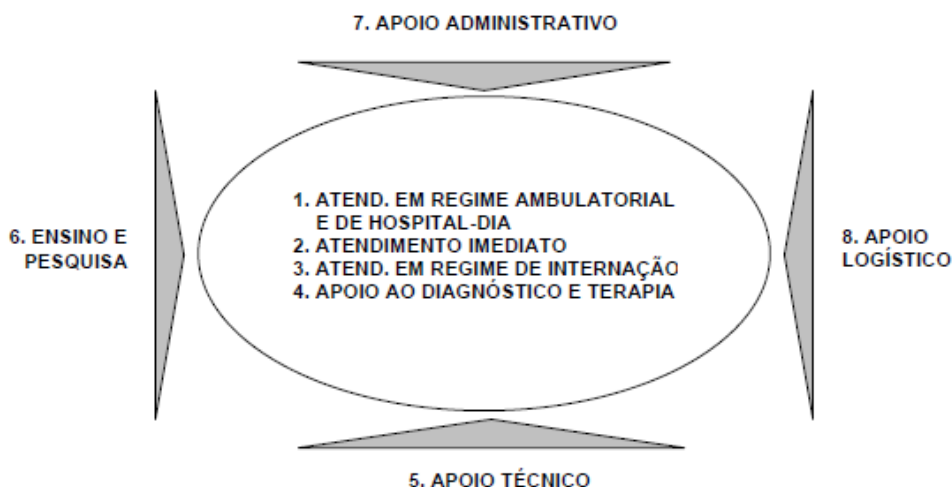 7. APOIO ADMINISTRATIVO
1. ATEND. EM REGIME AMBULATORIAL
E DE HOSPITAL-DIA
2. ATENDIMENTO IMEDIATO
3. ATEND. EM REGIME DE INTERNAÇÃO
4. APOIO AO DIAGNÓSTICO E TERAPIA
6. ENSINO E
PESQUISA
8. APOIO
LOGÍSTICO
5. APOIO TÉCNICO